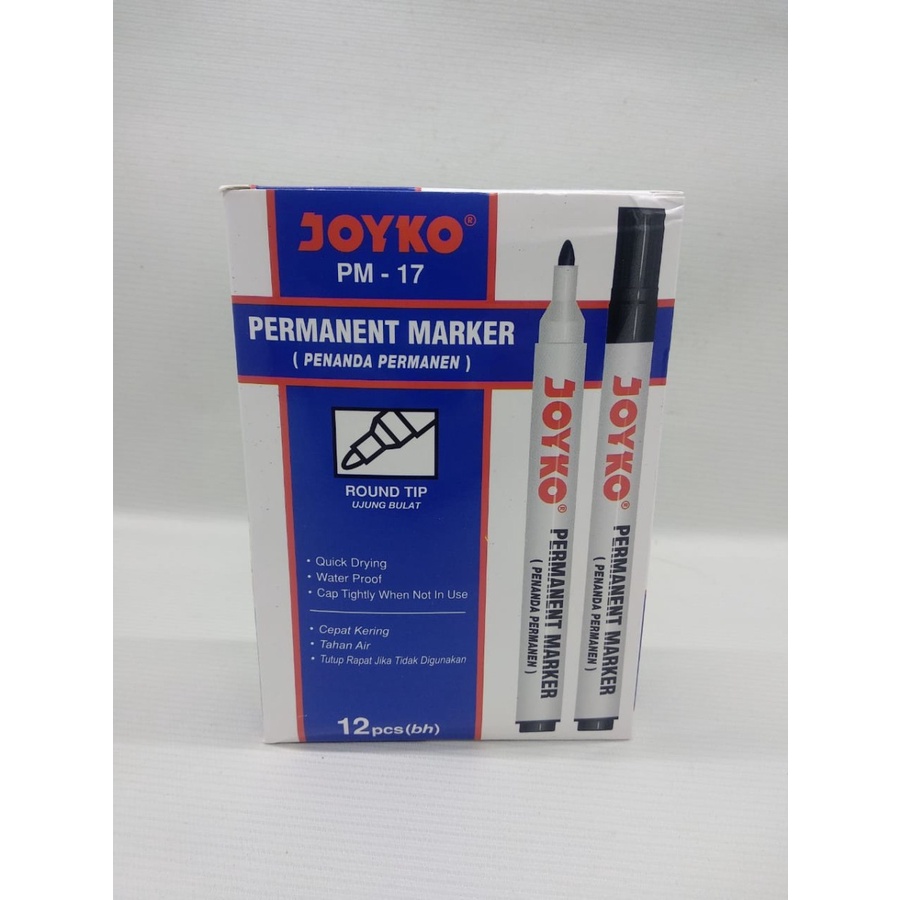 JOYKO®
PM - 17
PERMANENT MARKER
( PENANDA PERMANEN )
ROUND TIP
UJUNG BULAT
• Quick Drying
• Water Proof
• Cap Tightly When Not In Use
• Cepat Kering
• Tahan Air
• Tutup Rapat Jika Tidak Digunakan
12 pcs (bh)
JOYKO®
PERMANENT MARKER
( PENANDA PERMANEN )
JOYKO®
PERMANENT MARKER
( PENANDA PERMANEN )